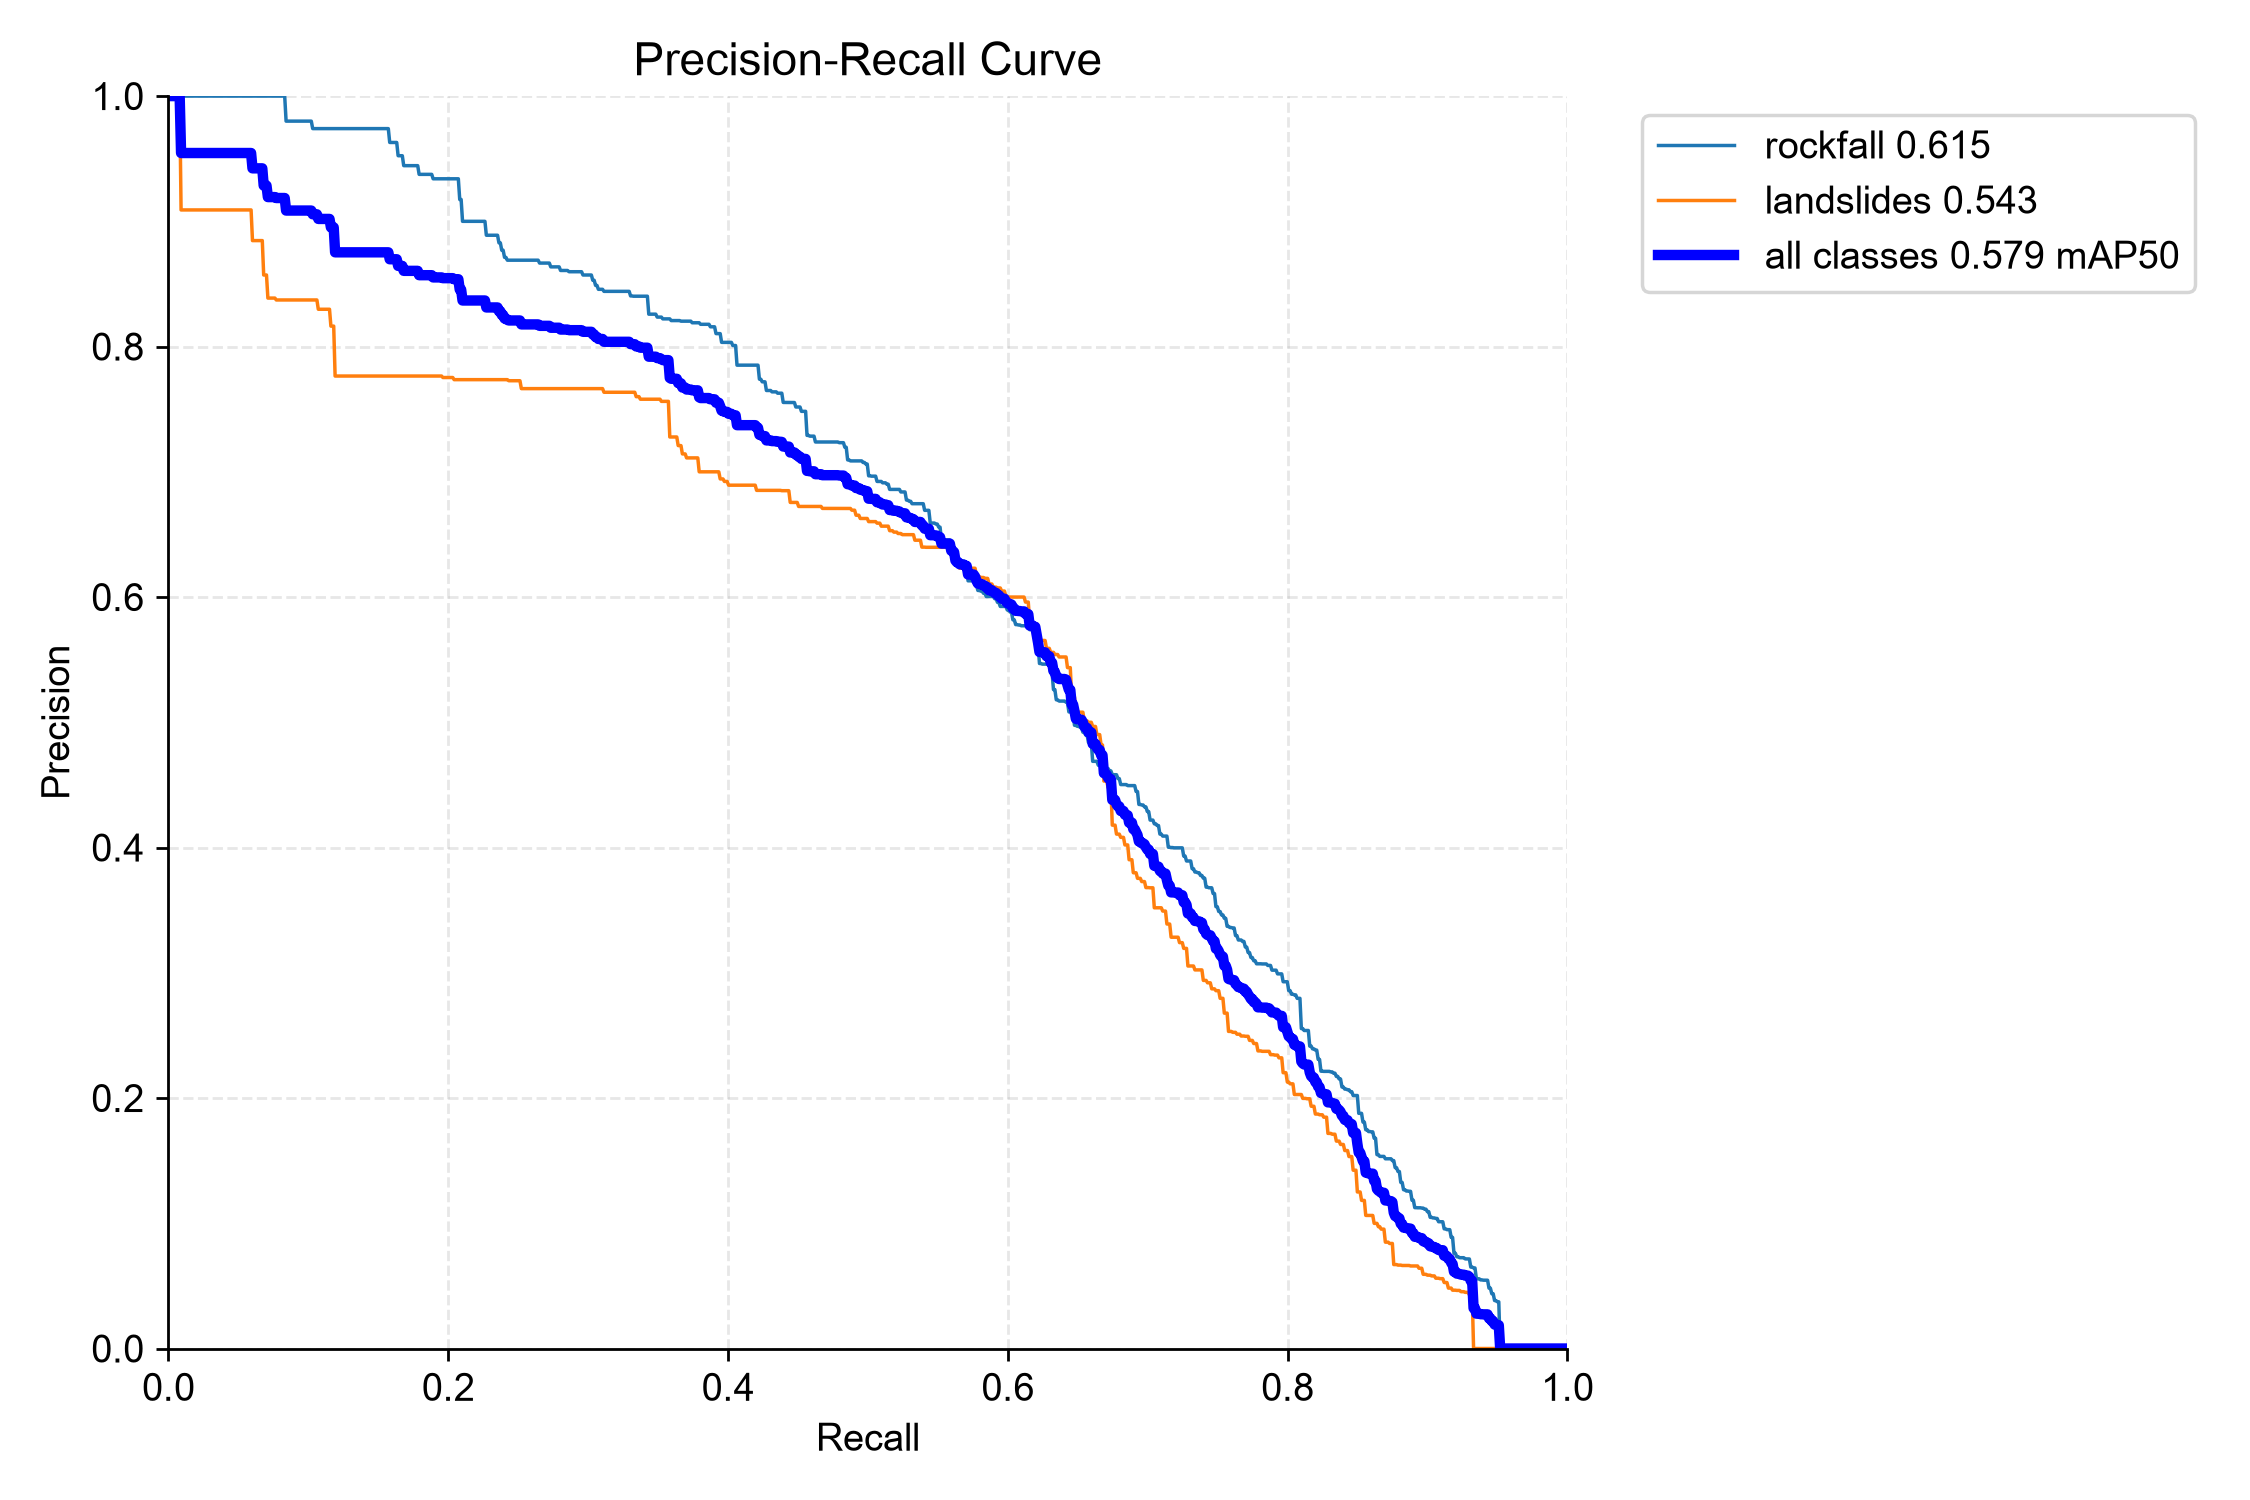 Precision-Recall Curve
rockfall 0.615
landslides 0.543
all classes 0.579 mAP50
Precision
1.0
0.8
0.6
0.4
0.2
0.0
0.0 0.2 0.4 0.6 0.8 1.0
Recall